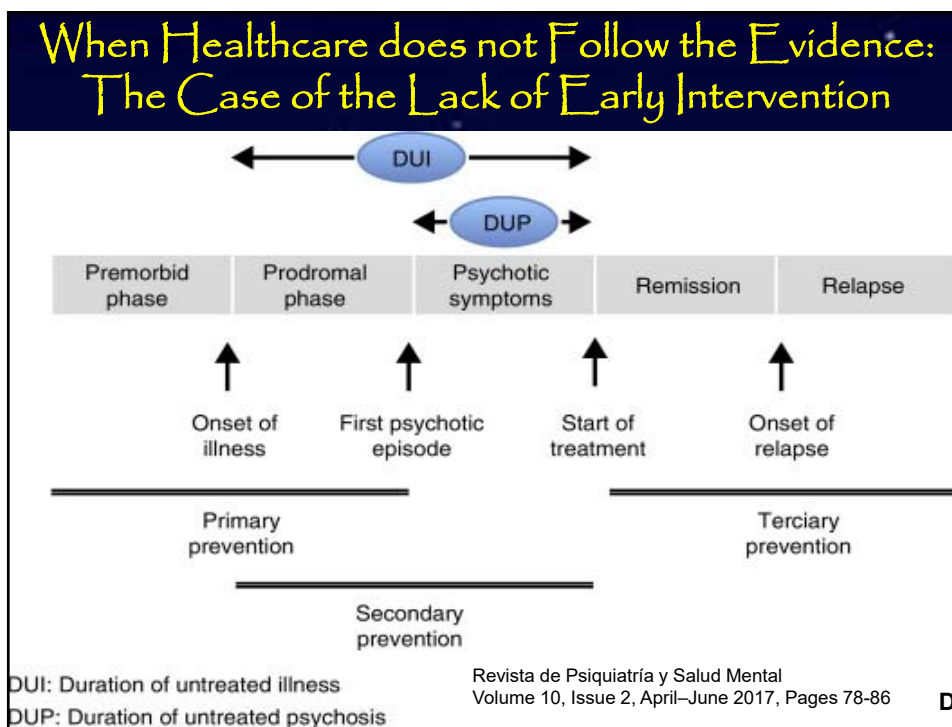 When Healthcare does not Follow the Evidence:
The Case of the Lack of Early Intervention
DUI
DUP
Premorbid
phase
Prodromal
phase
Psychotic
symptoms
Remission
Relapse
Onset of
illness
First psychotic
episode
Start of
treatment
Onset of
relapse
Primary
prevention
Terciary
prevention
Secondary
prevention
DUI: Duration of untreated illness
DUP: Duration of untreated psychosis
Revista de Psiquiatría y Salud Mental
Volume 10, Issue 2, April–June 2017, Pages 78-86
D